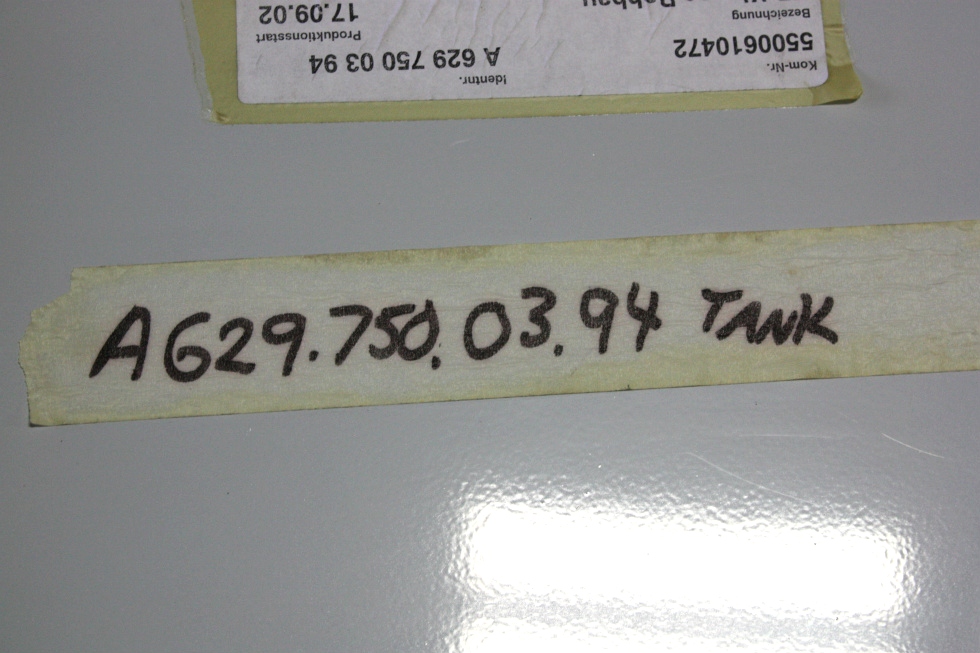 Kom-Nr.
5500610472
Identnr.
A 629 750 03 94
Bezeichnung
Produktionsstart
17.09.02
A629.750.03.94 TANK